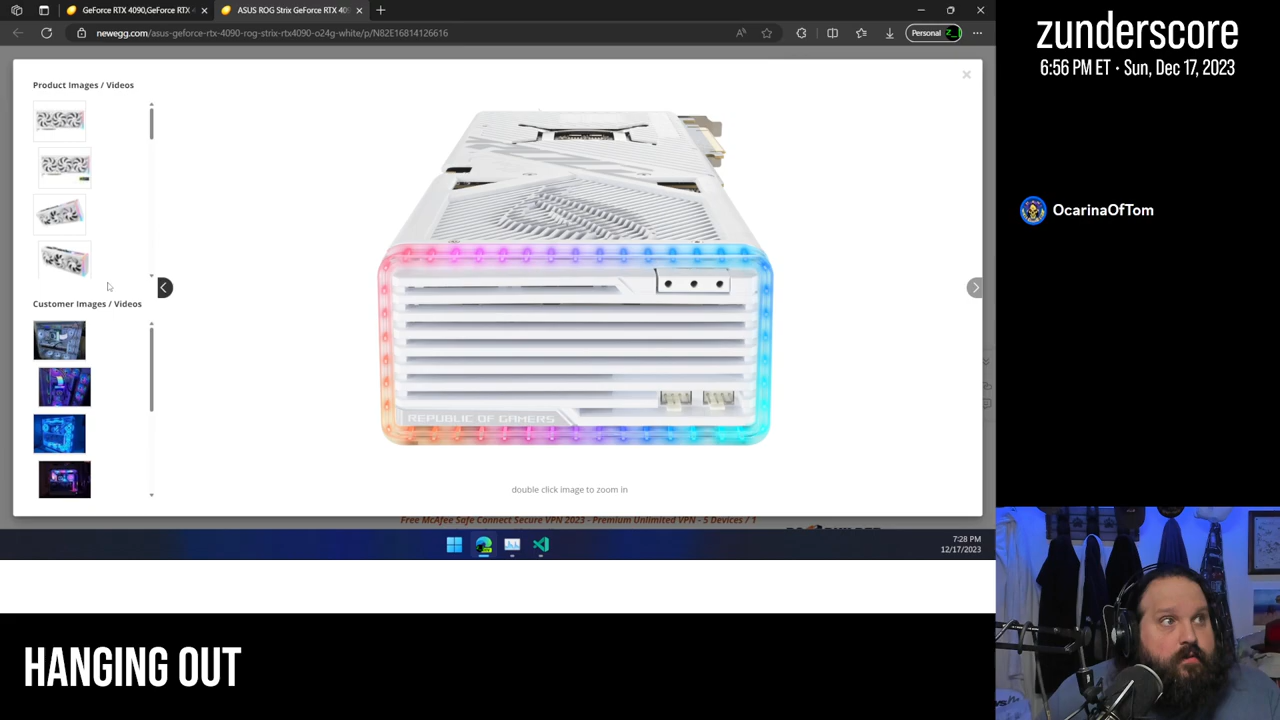 GeForce RTX 4090,GeForce RTX 4
ASUS ROG Strix GeForce RTX 40
newegg.com/asus-geforce-rtx-4090-rog-strix-rtx4090-o24g-white/p/N82E16814126616
Personal
Product Images / Videos
Customer Images / Videos
REPUBLIC OF GAMERS
double click image to zoom in
Free McAfee Safe Connect Secure VPN 2023 - Premium Unlimited VPN - 5 Devices / 1
7:28 PM
12/17/2023
zunderscore
6:56 PM ET · Sun, Dec 17, 2023
OcarinaOfTom
HANGING OUT